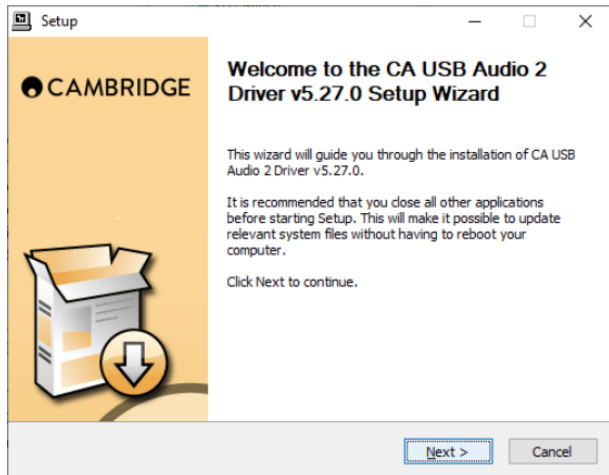 Setup
CAMBRIDGE
Welcome to the CA USB Audio 2
Driver v5.27.0 Setup Wizard
This wizard will guide you through the installation of CA USB
Audio 2 Driver v5.27.0.
It is recommended that you close all other applications
before starting Setup. This will make it possible to update
relevant system files without having to reboot your
computer.
Click Next to continue.
Next >
Cancel